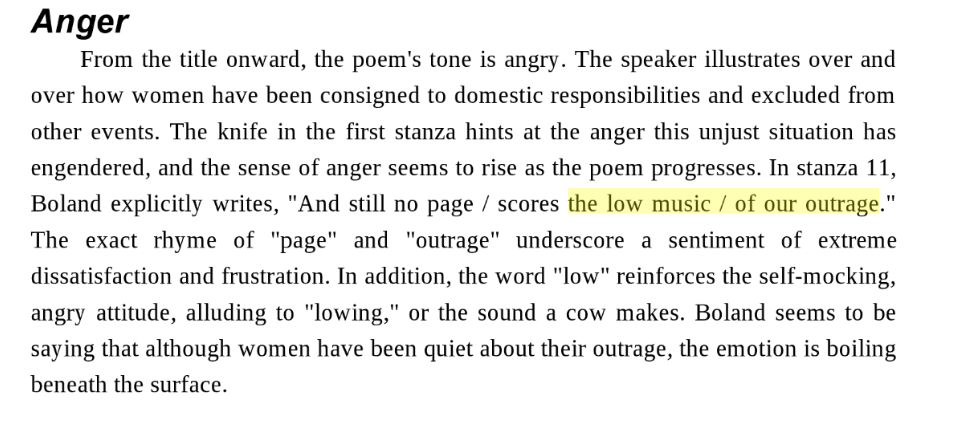 Anger
From the title onward, the poem's tone is angry. The speaker illustrates over and
over how women have been consigned to domestic responsibilities and excluded from
other events. The knife in the first stanza hints at the anger this unjust situation has
engendered, and the sense of anger seems to rise as the poem progresses. In stanza 11,
Boland explicitly writes, "And still no page / scores the low music / of our outrage."
The exact rhyme of "page" and "outrage" underscore a sentiment of extreme
dissatisfaction and frustration. In addition, the word "low" reinforces the self-mocking,
angry attitude, alluding to "lowing," or the sound a cow makes. Boland seems to be
saying that although women have been quiet about their outrage, the emotion is boiling
beneath the surface.